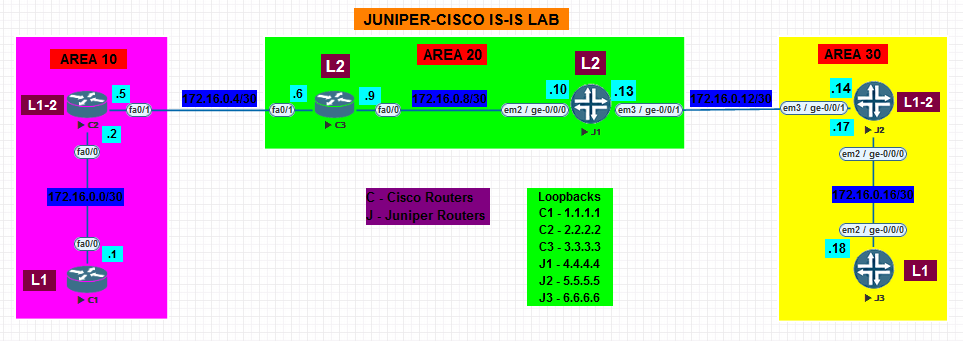 JUNIPER-CISCO IS-IS LAB
AREA 10
L1-2
.5
fa0/1
C2
.2
fa0/0
172.16.0.0/30
fa0/0
.1
L1
C1
172.16.0.4/30
AREA 20
L2
.6
fa0/1
.9
fa0/0
C3
172.16.0.8/30
L2
.10
.13
em2 / ge-0/0/0
em3 / ge-0/0/1
J1
172.16.0.12/30
AREA 30
.14
em3 / ge-0/0/1
L1-2
.17
J2
em2 / ge-0/0/0
172.16.0.16/30
em2 / ge-0/0/0
.18
L1
J3
C - Cisco Routers
J - Juniper Routers
Loopbacks
C1 - 1.1.1.1
C2 - 2.2.2.2
C3 - 3.3.3.3
J1 - 4.4.4.4
J2 - 5.5.5.5
J3 - 6.6.6.6